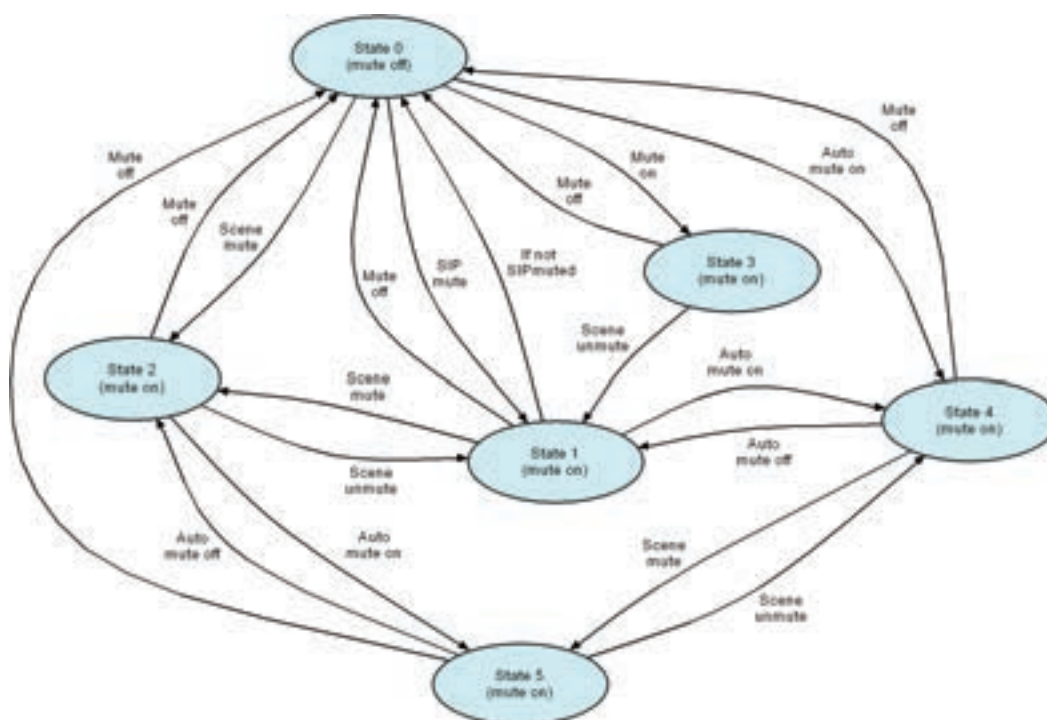 State 0
(mute off)
Mute
off
Mute
off
Scene
mute
Mute
off
SIP
mute
If not
SIPmuted
Mute
off
Mute
on
Auto
mute on
Mute
off
State 3
(mute on)
Scene
unmute
State 2
(mute on)
Scene
mute
Scene
unmute
State 1
(mute on)
Auto
mute on
Auto
mute off
State 4
(mute on)
Auto
mute off
Auto
mute on
Scene
mute
Scene
unmute
State 5
(mute on)